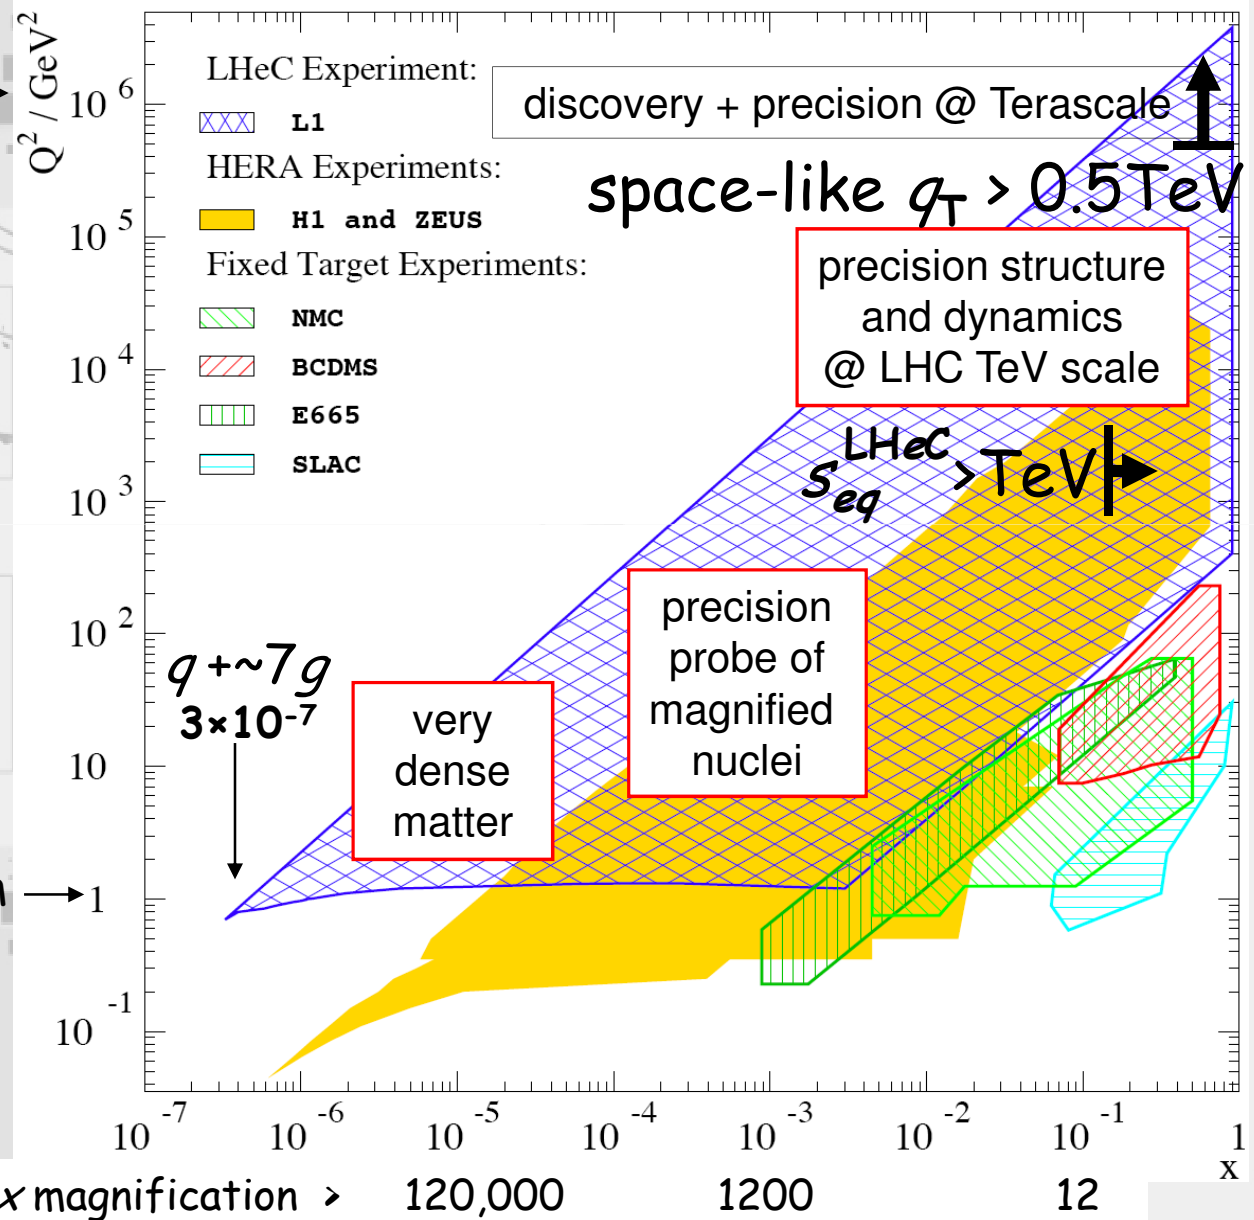 Q² / GeV²
LHeC Experiment:
L1
HERA Experiments:
H1 and ZEUS
Fixed Target Experiments:
NMC
BCDMS
E665
SLAC
discovery + precision @ Terascale
space-like qT > 0.5TeV
precision structure
and dynamics
@ LHC TeV scale
s_eq^LHeC > TeV
precision
probe of
magnified
nuclei
q +~7g
3×10⁻⁷
very
dense
matter
10⁶
10⁵
10⁴
10³
10²
10
1
10⁻¹
10⁻⁷ 10⁻⁶ 10⁻⁵ 10⁻⁴ 10⁻³ 10⁻² 10⁻¹ 1
x
x magnification > 120,000 1200 12